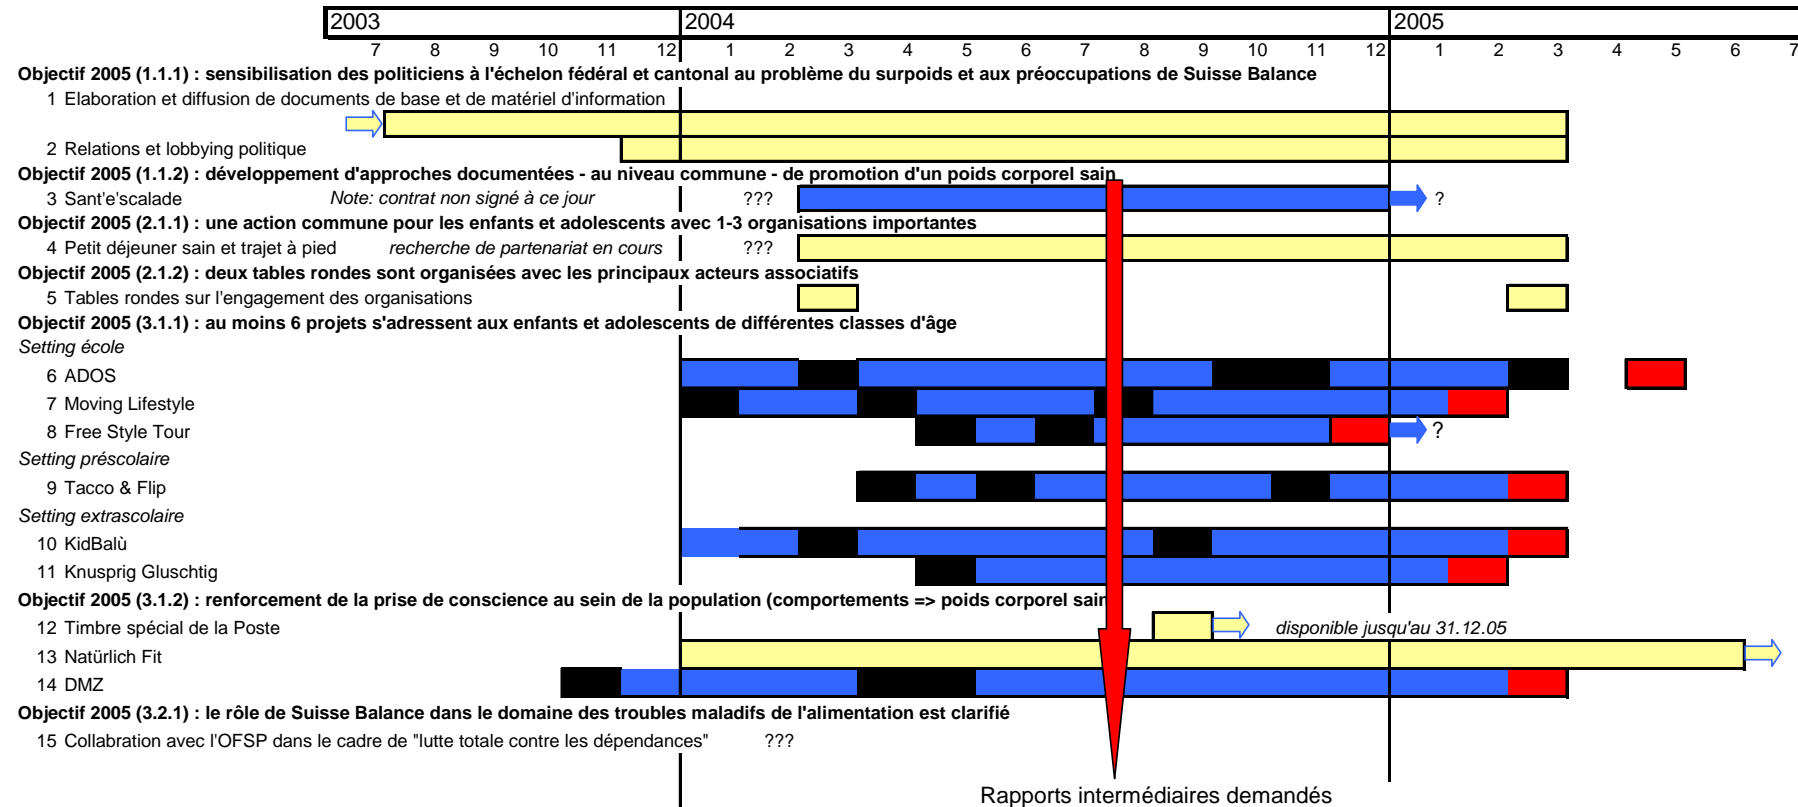 2003 2004 2005
7 8 9 10 11 12 1 2 3 4 5 6 7 8 9 10 11 12 1 2 3 4 5 6 7
Objectif 2005 (1.1.1) : sensibilisation des politiciens à l'échelon fédéral et cantonal au problème du surpoids et aux préoccupations de Suisse Balance
1 Elaboration et diffusion de documents de base et de matériel d'information
2 Relations et lobbying politique
Objectif 2005 (1.1.2) : développement d'approches documentées - au niveau commune - de promotion d'un poids corporel sain
3 Sant'e'scalade Note: contrat non signé à ce jour ??? ?
Objectif 2005 (2.1.1) : une action commune pour les enfants et adolescents avec 1-3 organisations importantes
4 Petit déjeuner sain et trajet à pied recherche de partenariat en cours ???
Objectif 2005 (2.1.2) : deux tables rondes sont organisées avec les principaux acteurs associatifs
5 Tables rondes sur l'engagement des organisations
Objectif 2005 (3.1.1) : au moins 6 projets s'adressent aux enfants et adolescents de différentes classes d'âge
Setting école
6 ADOS
7 Moving Lifestyle
8 Free Style Tour ?
Setting préscolaire
9 Tacco & Flip
Setting extrascolaire
10 KidBalù
11 Knusprig Gluschtig
Objectif 2005 (3.1.2) : renforcement de la prise de conscience au sein de la population (comportements => poids corporel sain
12 Timbre spécial de la Poste disponible jusqu'au 31.12.05
13 Natürlich Fit
14 DMZ
Objectif 2005 (3.2.1) : le rôle de Suisse Balance dans le domaine des troubles maladifs de l'alimentation est clarifié
15 Collabration avec l'OFSP dans le cadre de "lutte totale contre les dépendances" ???
Rapports intermédiaires demandés